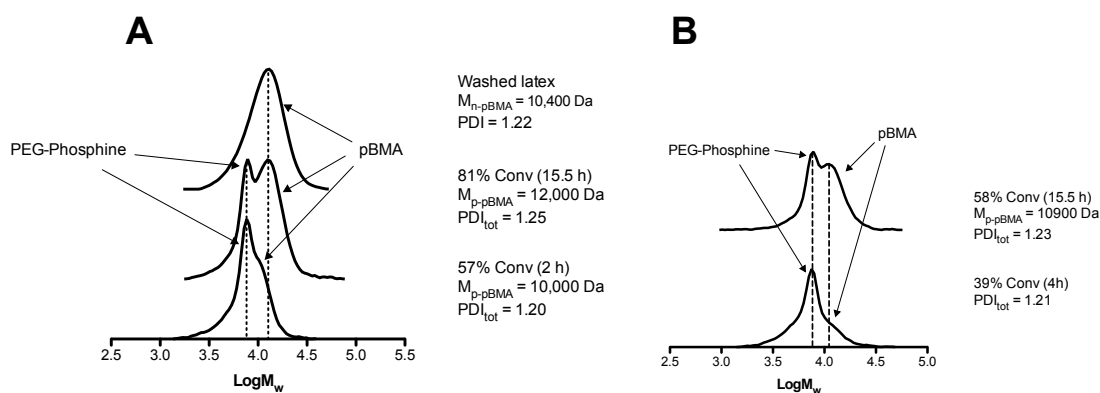 A
Washed latex
Mn-pBMA = 10,400 Da
PDI = 1.22
PEG-Phosphine
pBMA
81% Conv (15.5 h)
Mp-pBMA = 12,000 Da
PDItot = 1.25
57% Conv (2 h)
Mp-pBMA = 10,000 Da
PDItot = 1.20
2.5 3.0 3.5 4.0 4.5 5.0 5.5
LogMw
B
pBMA
PEG-Phosphine
58% Conv (15.5 h)
Mp-pBMA = 10900 Da
PDItot = 1.23
39% Conv (4h)
PDItot = 1.21
2.5 3.0 3.5 4.0 4.5 5.0
LogMw